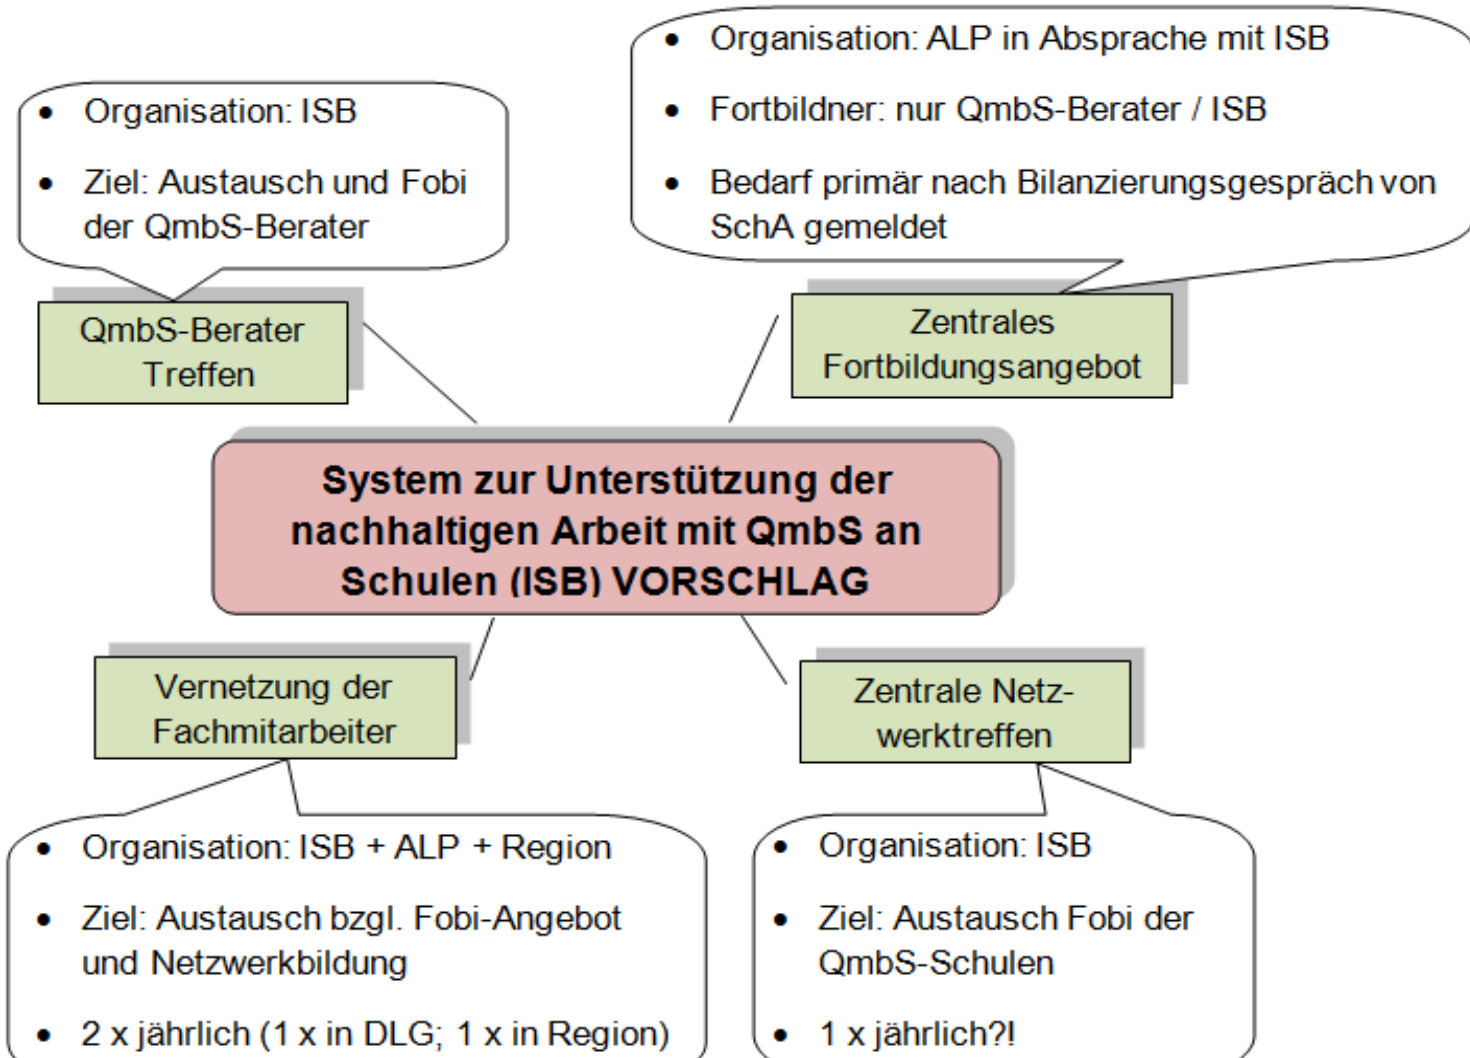 • Organisation: ISB
• Ziel: Austausch und Fobi
der QmbS-Berater
• Organisation: ALP in Absprache mit ISB
• Fortbildner: nur QmbS-Berater / ISB
• Bedarf primär nach Bilanzierungsgespräch von
SchA gemeldet
QmbS-Berater
Treffen
Zentrales
Fortbildungsangebot
System zur Unterstützung der
nachhaltigen Arbeit mit QmbS an
Schulen (ISB) VORSCHLAG
Vernetzung der
Fachmitarbeiter
Zentrale Netz-
werktreffen
• Organisation: ISB + ALP + Region
• Ziel: Austausch bzgl. Fobi-Angebot
und Netzwerkbildung
• 2 x jährlich (1 x in DLG; 1 x in Region)
• Organisation: ISB
• Ziel: Austausch Fobi der
QmbS-Schulen
• 1 x jährlich?!